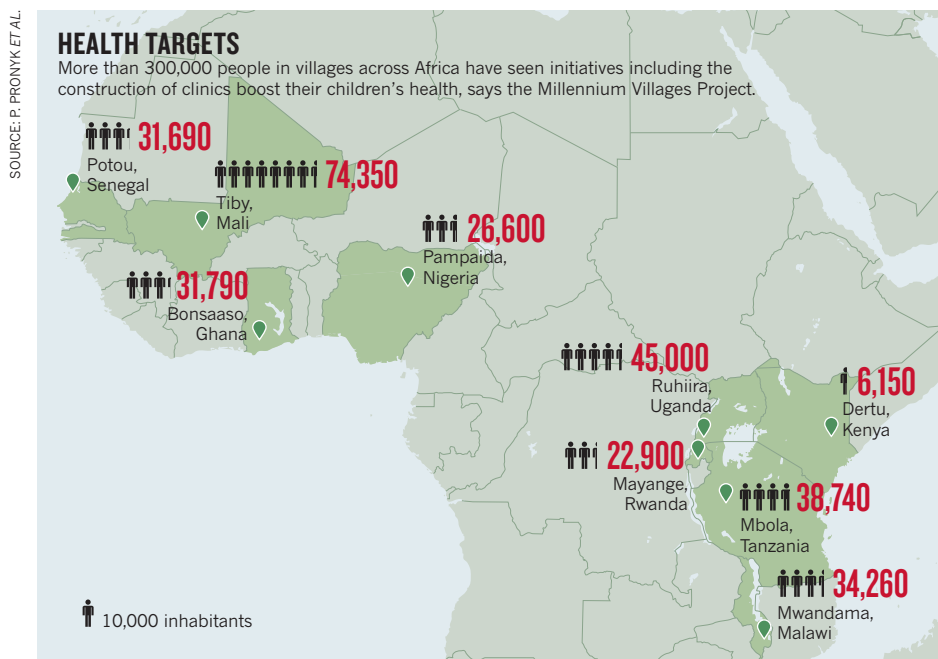 SOURCE: P. PRONYK ET AL.
HEALTH TARGETS
More than 300,000 people in villages across Africa have seen initiatives including the
construction of clinics boost their children’s health, says the Millennium Villages Project.
31,690
Potou,
Senegal
74,350
Tiby,
Mali
26,600
Pampaida,
Nigeria
31,790
Bonsaaso,
Ghana
45,000
Ruhiira,
Uganda
6,150
Dertu,
Kenya
22,900
Mayange,
Rwanda
38,740
Mbola,
Tanzania
34,260
Mwandama,
Malawi
10,000 inhabitants